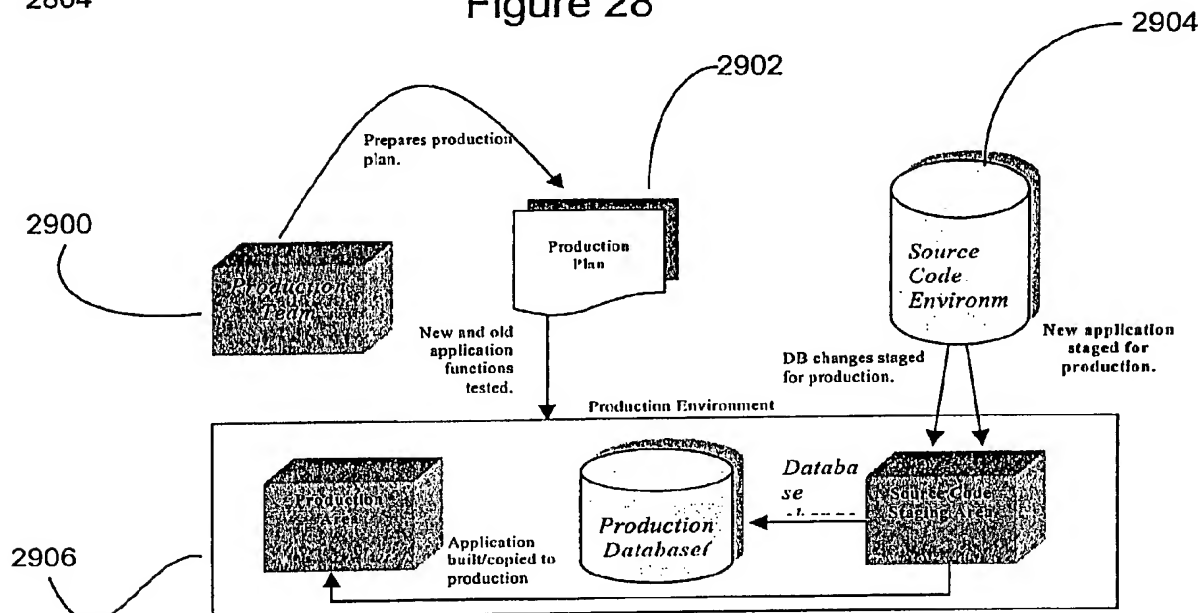 2804
Figure 28
2904
2902
Prepares production
plan.
2900
Production
Team
Production
Plan
Source
Code
Environm
New and old
application
functions
tested.
DB changes staged
for production.
New application
staged for
production.
Production Environment
Production
Area
Production
Database
Databa
se
Source Code
Staging Area
Application
built/copied to
production
2906